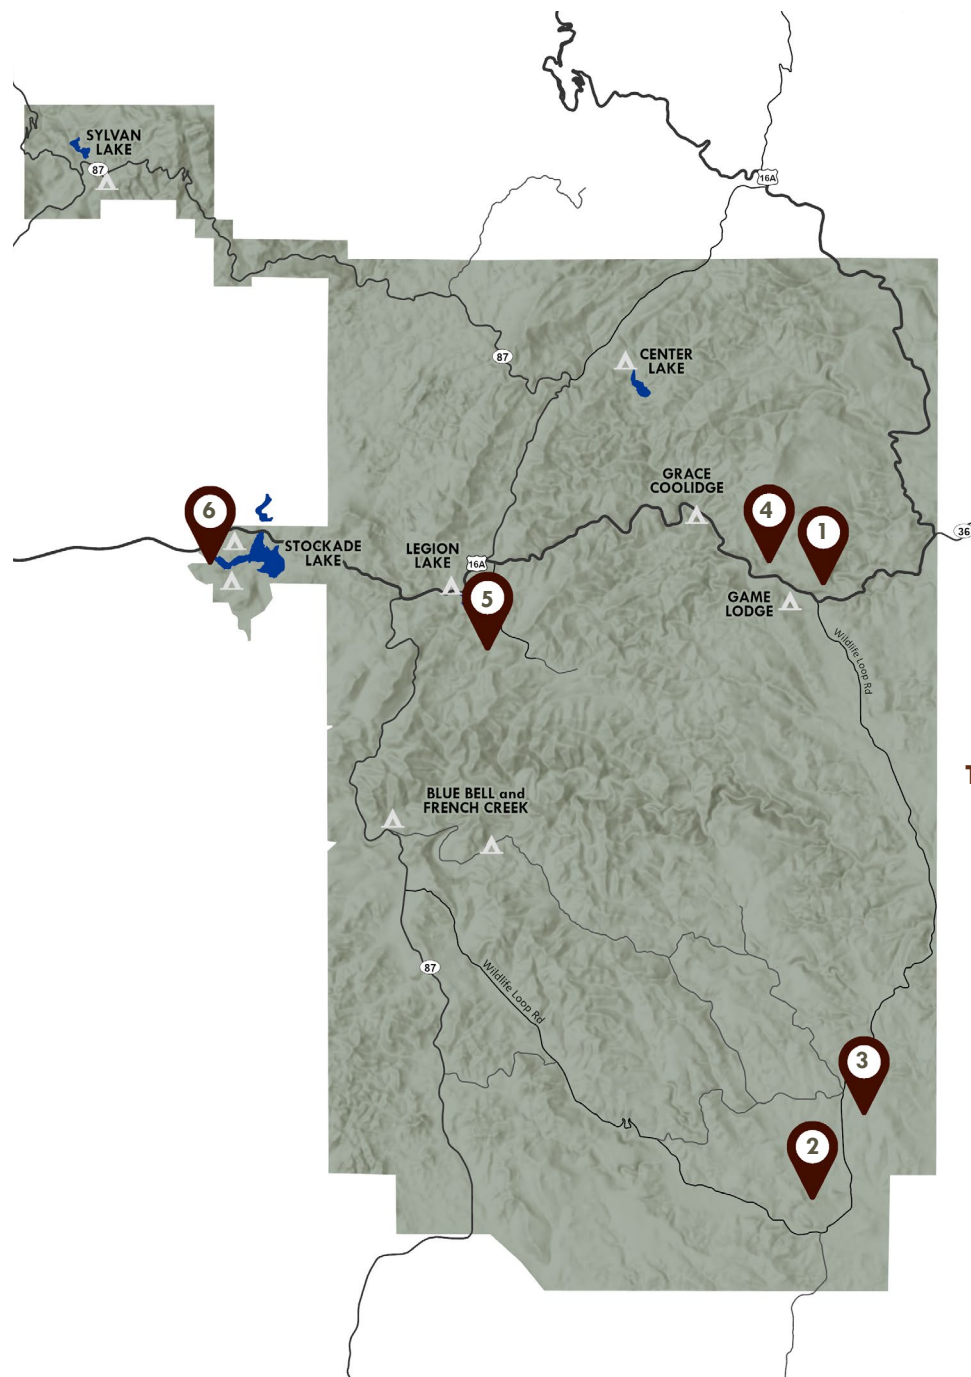 SYLVAN
LAKE
87
16A
87
CENTER
LAKE
GRACE
COOLIDGE
6
4
1
36
STOCKADE
LAKE
LEGION
LAKE
16A
5
GAME
LODGE
Wildlife Loop Rd
T
BLUE BELL and
FRENCH CREEK
87
Wildlife Loop Rd
3
2